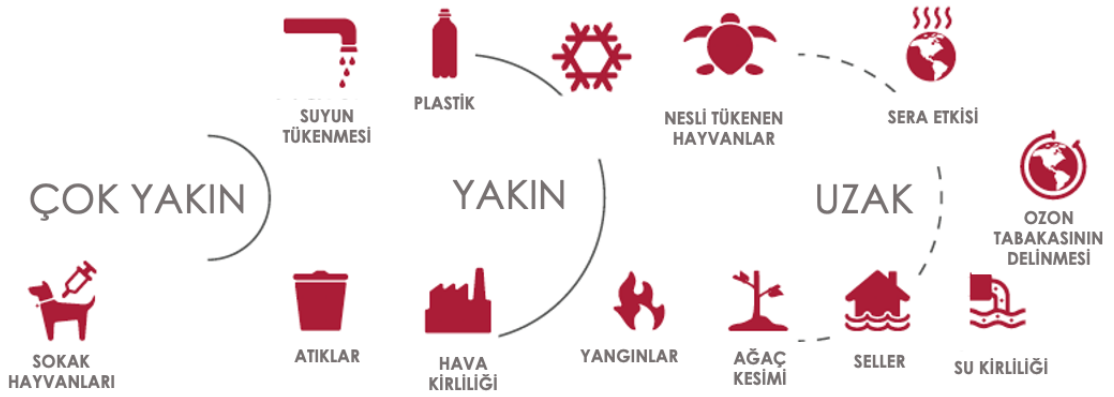 SUYUN
TÜKENMESİ
PLASTİK
NESLİ TÜKENEN
HAYVANLAR
SERA ETKİSİ
ÇOK YAKIN
YAKIN
UZAK
OZON
TABAKASININ
DELİNMESİ
SOKAK
HAYVANLARI
ATIKLAR
HAVA
KİRLİLİĞİ
YANGINLAR
AĞAÇ
KESİMİ
SELLER
SU KİRLİLİĞİ